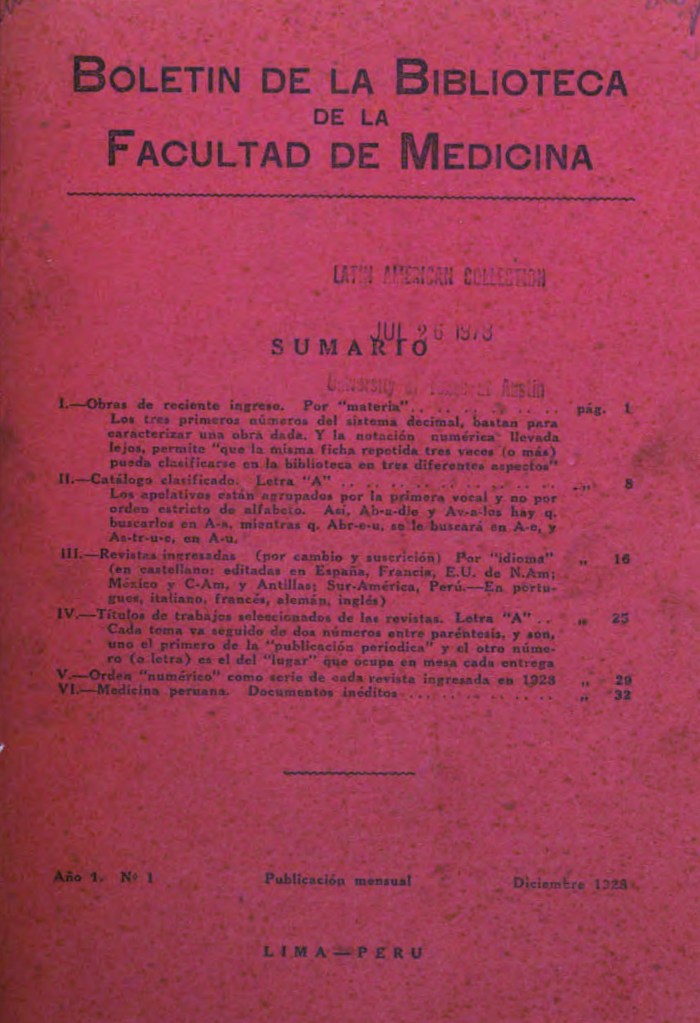 BOLETIN DE LA BIBLIOTECA
DE LA
FACULTAD DE MEDICINA
LATIN AMERICAN COLLECTION
JUL 26 1973
SUMARIO
University of Texas at Austin
I.—Obras de reciente ingreso. Por "materia".. .. .. .. .. .. pág. 1
Los tres primeros números del sistema decimal, bastan para
caracterizar una obra dada. Y la notación numérica llevada
lejos, permite "que la misma ficha repetida tres veces (o más)
pueda clasificarse en la biblioteca en tres diferentes aspectos"
II.—Catálogo clasificado. Letra "A" .. .. .. .. .. .. .. .. „ 8
Los apelativos están agrupados por la primera vocal y no por
orden estricto de alfabeto. Así, Ab-a-die y Av-a-los hay q.
buscarlos en A-a, mientras q. Abr-e-u, se le buscará en A-e, y
As-tr-u-c, en A-u.
III.—Revistas ingresadas (por cambio y suscrición) Por "idioma" „ 16
(en castellano: editadas en España, Francia, E.U. de N.Am;
México y C-Am, y Antillas; Sur-América, Perú.—En portu-
gues, italiano, francés, alemán, inglés)
IV.—Títulos de trabajos seleccionados de las revistas. Letra "A" .. „ 25
Cada tema va seguido de dos números entre paréntesis, y son,
uno el primero de la "publicación periodica" y el otro núme-
ro (o letra) es el del "lugar" que ocupa en mesa cada entrega
V.—Orden "numérico" como serie de cada revista ingresada en 1928 „ 29
VI.—Medicina peruana. Documentos inéditos .. .. .. .. .. .. .. „ 32
Año 1. Nº 1 Publicación mensual Diciembre 1928
LIMA—PERU